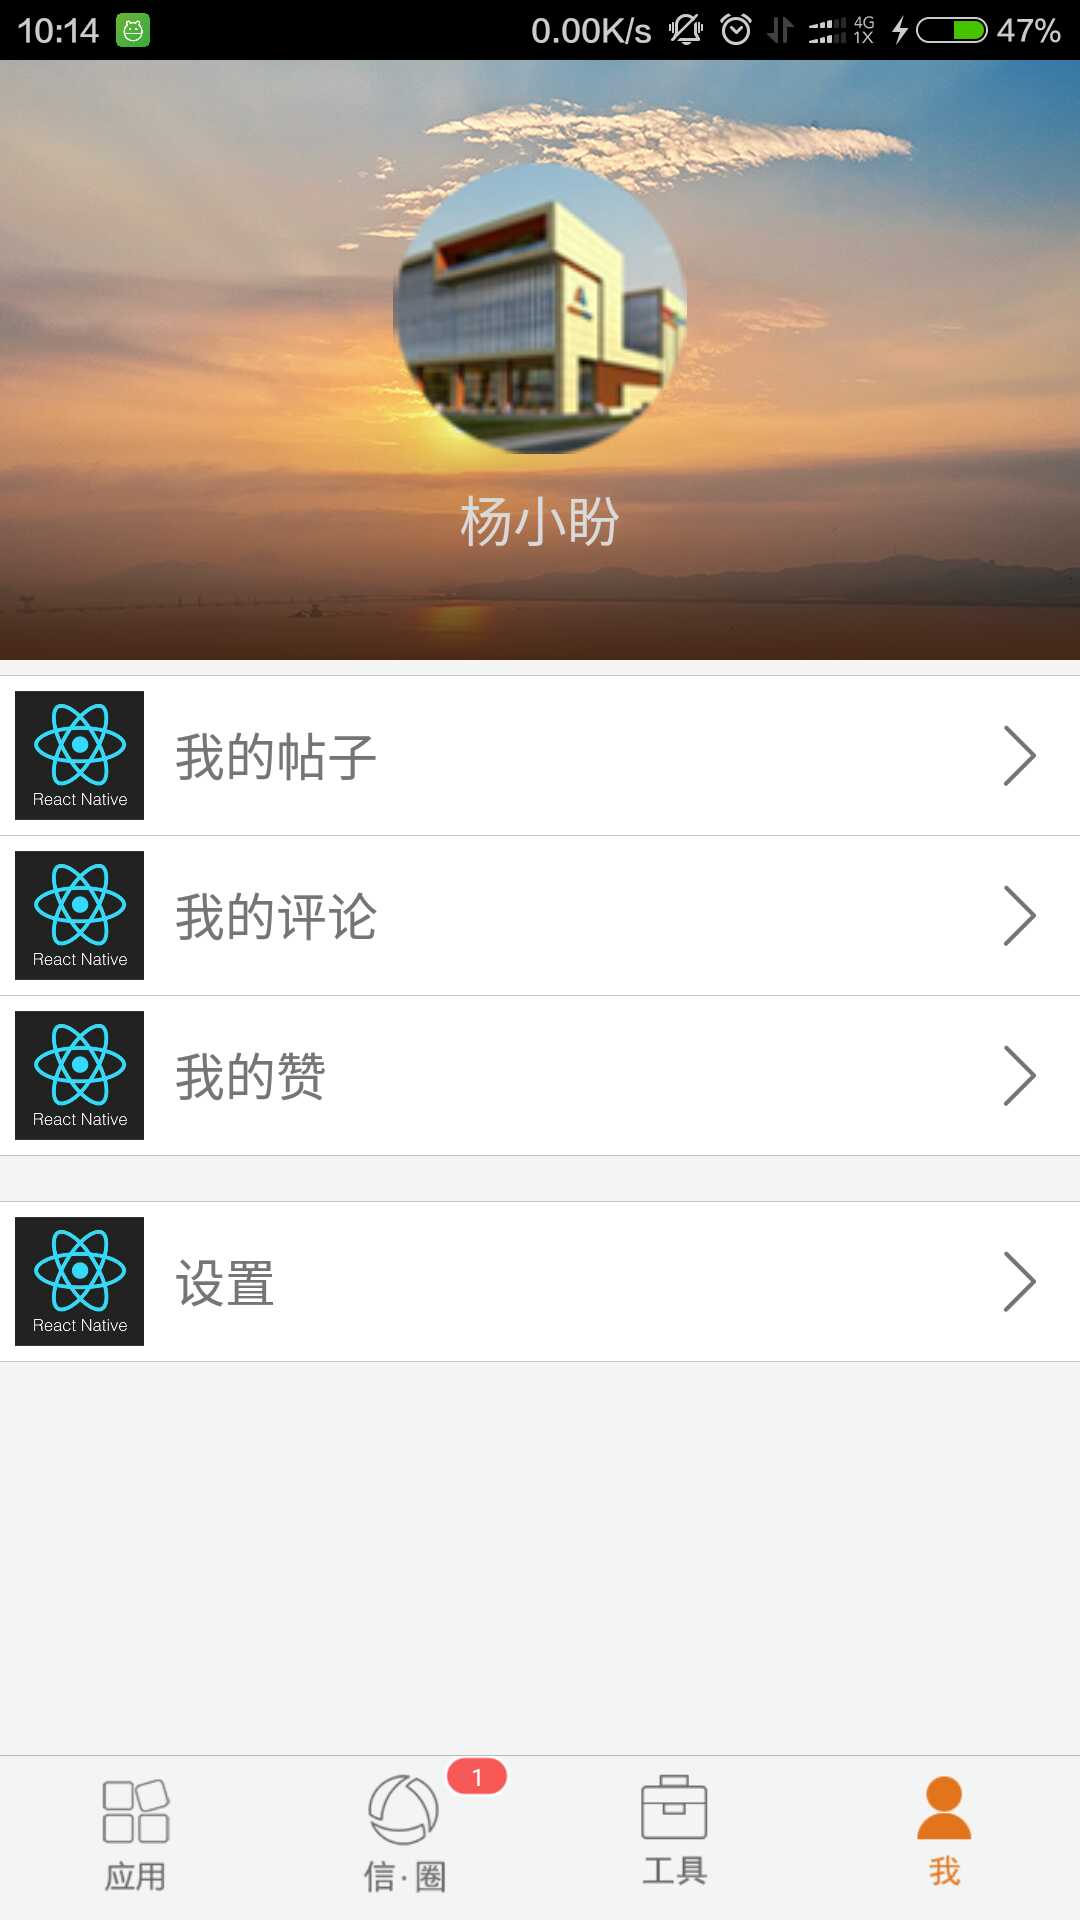 10:14 0.00K/s 4G 1X 47%
杨小盼
React Native 我的帖子
React Native 我的评论
React Native 我的赞
React Native 设置
1
应用 信·圈 工具 我